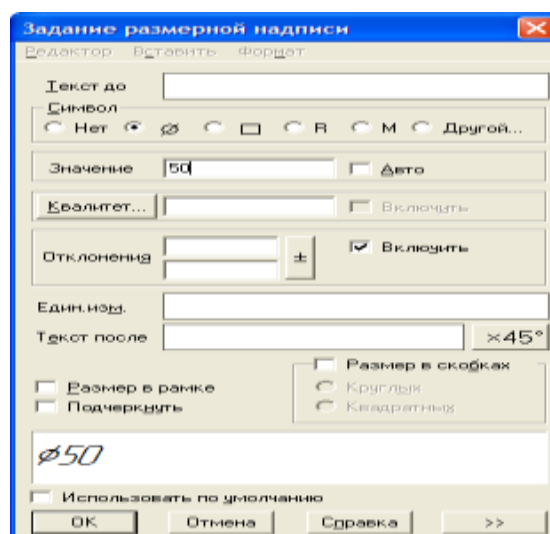 Задание размерной надписи
Редактор Вставить Формат
Текст до
Символ
Нет ⌀ □ R М Другой...
Значение 50 Авто
Квалитет... Включить
Отклонения ± Включить
Един.изм.
Текст после ×45°
Размер в скобках
Размер в рамке Круглых
Подчеркнуть Квадратных
⌀50
Использовать по умолчанию
OK Отмена Справка >>